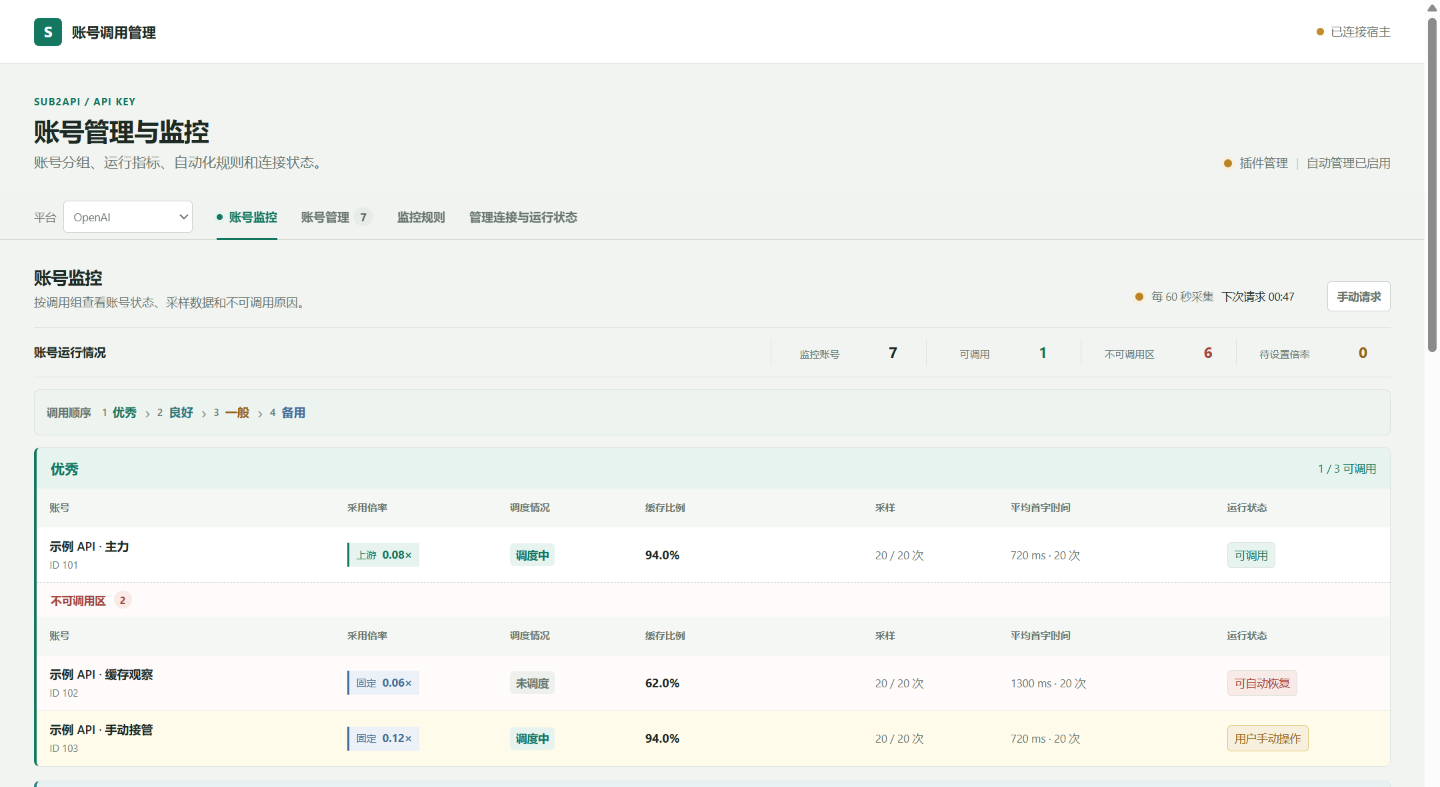 S 账号调用管理 已连接宿主
SUB2API / API KEY
账号管理与监控
账号分组、运行指标、自动化规则和连接状态。
插件管理 | 自动管理已启用
平台 OpenAI 账号监控 账号管理 7 监控规则 管理连接与运行状态
账号监控
按调用组查看账号状态、采样数据和不可调用原因。
每 60 秒采集 下次请求 00:47 手动请求
账号运行情况 监控账号 7 可调用 1 不可调用区 6 待设置倍率 0
调用顺序 1 优秀 › 2 良好 › 3 一般 › 4 备用
优秀 1 / 3 可调用
账号 采用倍率 调度情况 缓存比例 采样 平均首字时间 运行状态
示例 API · 主力 上游 0.08× 调度中 94.0% 20 / 20 次 720 ms · 20 次 可调用
ID 101
不可调用区 2
账号 采用倍率 调度情况 缓存比例 采样 平均首字时间 运行状态
示例 API · 缓存观察 固定 0.06× 未调度 62.0% 20 / 20 次 1300 ms · 20 次 可自动恢复
ID 102
示例 API · 手动接管 固定 0.12× 调度中 94.0% 20 / 20 次 720 ms · 20 次 用户手动操作
ID 103